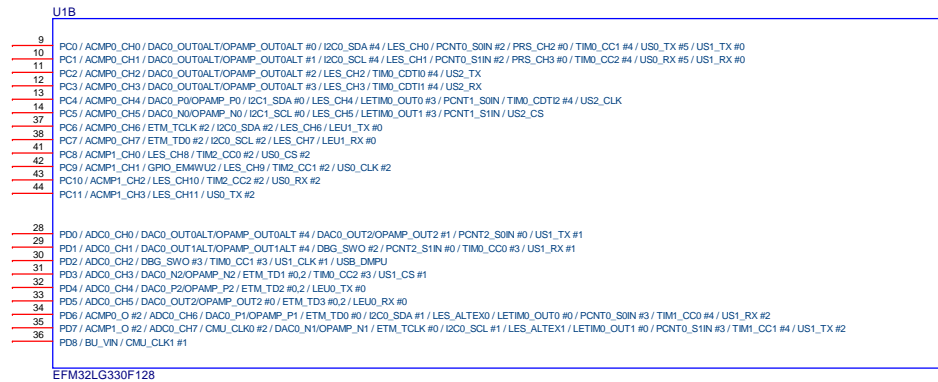 U1B
9 PC0 / ACMP0_CH0 / DAC0_OUT0ALT/OPAMP_OUT0ALT #0 / I2C0_SDA #4 / LES_CH0 / PCNT0_S0IN #2 / PRS_CH2 #0 / TIM0_CC1 #4 / US0_TX #5 / US1_TX #0
10 PC1 / ACMP0_CH1 / DAC0_OUT0ALT/OPAMP_OUT0ALT #1 / I2C0_SCL #4 / LES_CH1 / PCNT0_S1IN #2 / PRS_CH3 #0 / TIM0_CC2 #4 / US0_RX #5 / US1_RX #0
11 PC2 / ACMP0_CH2 / DAC0_OUT0ALT/OPAMP_OUT0ALT #2 / LES_CH2 / TIM0_CDTI0 #4 / US2_TX
12 PC3 / ACMP0_CH3 / DAC0_OUT0ALT/OPAMP_OUT0ALT #3 / LES_CH3 / TIM0_CDTI1 #4 / US2_RX
13 PC4 / ACMP0_CH4 / DAC0_P0/OPAMP_P0 / I2C1_SDA #0 / LES_CH4 / LETIM0_OUT0 #3 / PCNT1_S0IN / TIM0_CDTI2 #4 / US2_CLK
14 PC5 / ACMP0_CH5 / DAC0_N0/OPAMP_N0 / I2C1_SCL #0 / LES_CH5 / LETIM0_OUT1 #3 / PCNT1_S1IN / US2_CS
37 PC6 / ACMP0_CH6 / ETM_TCLK #2 / I2C0_SDA #2 / LES_CH6 / LEU1_TX #0
38 PC7 / ACMP0_CH7 / ETM_TD0 #2 / I2C0_SCL #2 / LES_CH7 / LEU1_RX #0
41 PC8 / ACMP1_CH0 / LES_CH8 / TIM2_CC0 #2 / US0_CS #2
42 PC9 / ACMP1_CH1 / GPIO_EM4WU2 / LES_CH9 / TIM2_CC1 #2 / US0_CLK #2
43 PC10 / ACMP1_CH2 / LES_CH10 / TIM2_CC2 #2 / US0_RX #2
44 PC11 / ACMP1_CH3 / LES_CH11 / US0_TX #2
28 PD0 / ADC0_CH0 / DAC0_OUT0ALT/OPAMP_OUT0ALT #4 / DAC0_OUT2/OPAMP_OUT2 #1 / PCNT2_S0IN #0 / US1_TX #1
29 PD1 / ADC0_CH1 / DAC0_OUT1ALT/OPAMP_OUT1ALT #4 / DBG_SWO #2 / PCNT2_S1IN #0 / TIM0_CC0 #3 / US1_RX #1
30 PD2 / ADC0_CH2 / DBG_SWO #3 / TIM0_CC1 #3 / US1_CLK #1 / USB_DMPU
31 PD3 / ADC0_CH3 / DAC0_N2/OPAMP_N2 / ETM_TD1 #0,2 / TIM0_CC2 #3 / US1_CS #1
32 PD4 / ADC0_CH4 / DAC0_P2/OPAMP_P2 / ETM_TD2 #0,2 / LEU0_TX #0
33 PD5 / ADC0_CH5 / DAC0_OUT2/OPAMP_OUT2 #0 / ETM_TD3 #0,2 / LEU0_RX #0
34 PD6 / ACMP0_O #2 / ADC0_CH6 / DAC0_P1/OPAMP_P1 / ETM_TD0 #0 / I2C0_SDA #1 / LES_ALTEX0 / LETIM0_OUT0 #0 / PCNT0_S0IN #3 / TIM1_CC0 #4 / US1_RX #2
35 PD7 / ACMP1_O #2 / ADC0_CH7 / CMU_CLK0 #2 / DAC0_N1/OPAMP_N1 / ETM_TCLK #0 / I2C0_SCL #1 / LES_ALTEX1 / LETIM0_OUT1 #0 / PCNT0_S1IN #3 / TIM1_CC1 #4 / US1_TX #2
36 PD8 / BU_VIN / CMU_CLK1 #1
EFM32LG330F128